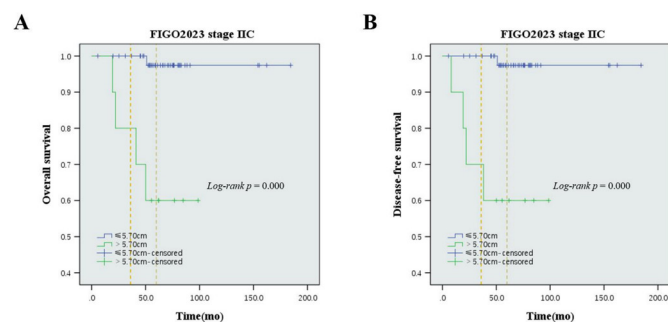 A
FIGO2023 stage IIC
Overall survival
1.0
0.9
0.8
0.7
0.6
0.5
0.4
Log-rank p = 0.000
≤5.70cm
> 5.70cm
≤5.70cm-censored
> 5.70cm-censored
.0 50.0 100.0 150.0 200.0
Time(mo)
B
FIGO2023 stage IIC
Disease-free survival
1.0
0.9
0.8
0.7
0.6
0.5
0.4
Log-rank p = 0.000
≤5.70cm
> 5.70cm
≤5.70cm-censored
> 5.70cm-censored
.0 50.0 100.0 150.0 200.0
Time(mo)